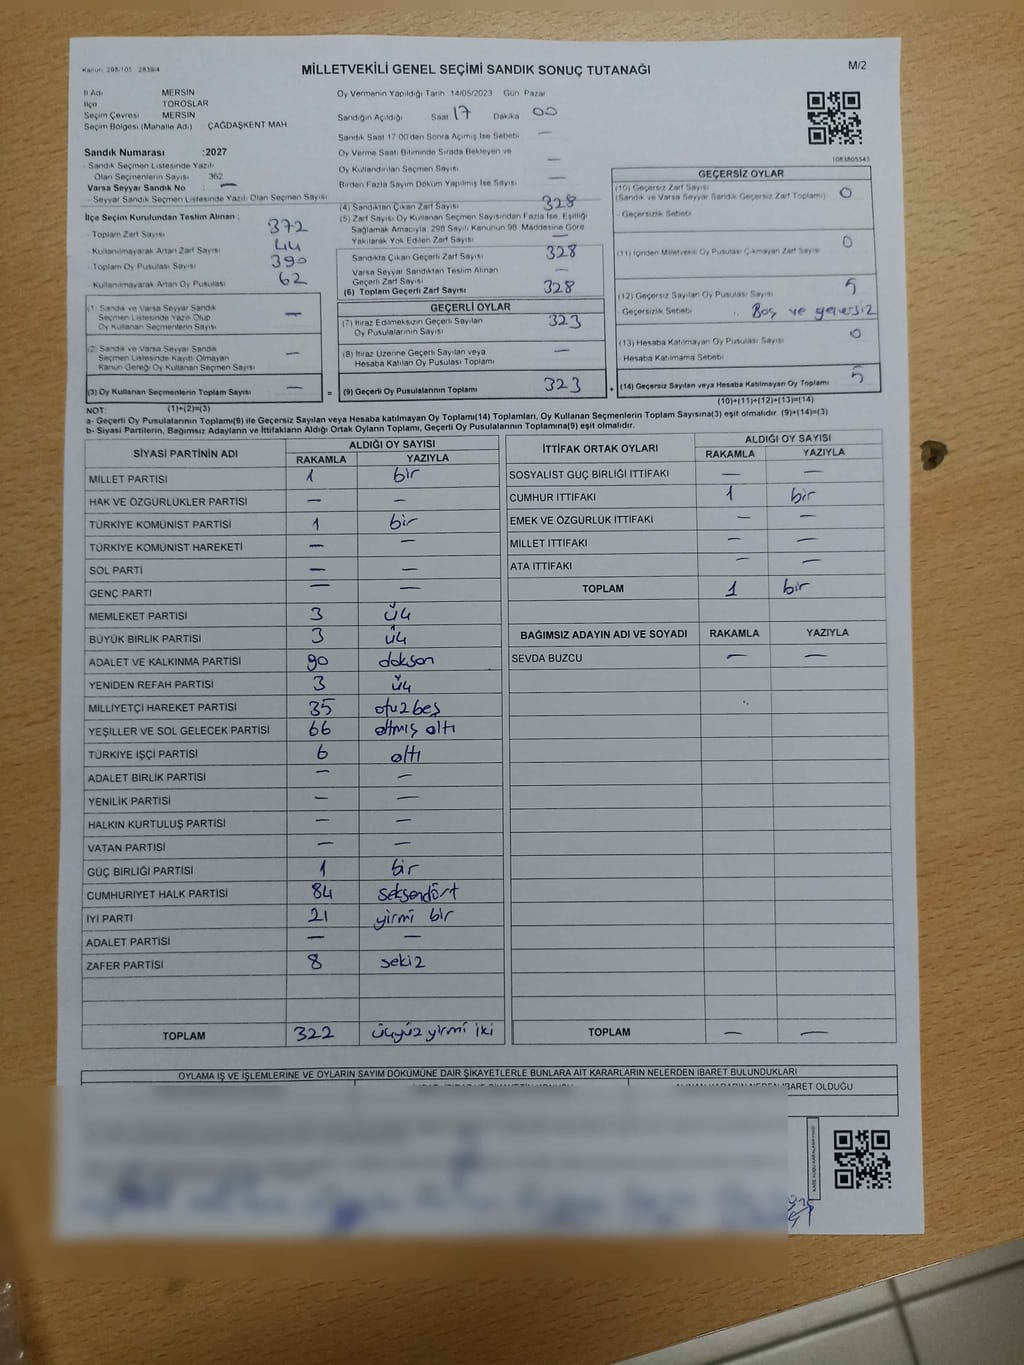 Kanun: 298/105 2839/4
MİLLETVEKİLİ GENEL SEÇİMİ SANDIK SONUÇ TUTANAĞI
M/2
İl Adı MERSİN
İlçe TOROSLAR
Seçim Çevresi MERSİN
Seçim Bölgesi (Mahalle Adı) ÇAĞDAŞKENT MAH
Sandık Numarası :2027
- Sandık Seçmen Listesinde Yazılı
Olan Seçmenlerin Sayısı 362
Varsa Seyyar Sandık No : —
- Seyyar Sandık Seçmen Listesinde Yazılı Olan Seçmen Sayısı
Oy Vermenin Yapıldığı Tarih 14/05/2023 Gün Pazar
Sandığın Açıldığı Saat 17 Dakika 00
Sandık Saat 17.00'den Sonra Açılmış İse Sebebi —
Oy Verme Saati Bitiminde Sırada Bekleyen ve
Oy Kullandırılan Seçmen Sayısı —
Birden Fazla Sayım Döküm Yapılmış İse Sayısı —
1083805543
İlçe Seçim Kurulundan Teslim Alınan :
- Toplam Zarf Sayısı 372
- Kullanılmayarak Artan Zarf Sayısı 44
- Toplam Oy Pusulası Sayısı 390
- Kullanılmayarak Artan Oy Pusulası 62
(4) Sandıktan Çıkan Zarf Sayısı 328
(5) Zarf Sayısı Oy Kullanan Seçmen Sayısından Fazla İse, Eşitliği
Sağlamak Amacıyla 298 Sayılı Kanunun 98. Maddesine Göre
Yakılarak Yok Edilen Zarf Sayısı —
Sandıkta Çıkan Geçerli Zarf Sayısı 328
Varsa Seyyar Sandıktan Teslim Alınan
Geçerli Zarf Sayısı —
(6) Toplam Geçerli Zarf Sayısı 328
GEÇERSİZ OYLAR
(10) Geçersiz Zarf Sayısı
(Sandık ve Varsa Seyyar Sandık Geçersiz Zarf Toplamı) 0
- Geçersizlik Sebebi
(11) İçinden Milletvekili Oy Pusulası Çıkmayan Zarf Sayısı 0
(12) Geçersiz Sayılan Oy Pusulası Sayısı 5
- Geçersizlik Sebebi : Boş ve geçersiz
(13) Hesaba Katılmayan Oy Pusulası Sayısı 0
Hesaba Katılmama Sebebi
(14) Geçersiz Sayılan veya Hesaba Katılmayan Oy Toplamı 5
(10)+(11)+(12)+(13)=(14)
(1) Sandık ve Varsa Seyyar Sandık
Seçmen Listesinde Yazılı Olup
Oy Kullanan Seçmenlerin Sayısı —
(2) Sandık ve Varsa Seyyar Sandık
Seçmen Listesinde Kayıtlı Olmayan
Kanun Gereği Oy Kullanan Seçmen Sayısı —
(3) Oy Kullanan Seçmenlerin Toplam Sayısı —
=
GEÇERLİ OYLAR
(7) İtiraz Edilmeksizin Geçerli Sayılan
Oy Pusulalarının Sayısı 323
(8) İtiraz Üzerine Geçerli Sayılan veya
Hesaba Katılan Oy Pusulası Toplamı —
(9) Geçerli Oy Pusulalarının Toplamı 323
+
NOT: (1)+(2)=(3)
a- Geçerli Oy Pusulalarının Toplamı(9) ile Geçersiz Sayılan veya Hesaba katılmayan Oy Toplamı(14) Toplamları, Oy Kullanan Seçmenlerin Toplam Sayısına(3) eşit olmalıdır. (9)+(14)=(3)
b- Siyasi Partilerin, Bağımsız Adayların ve İttifakların Aldığı Ortak Oyların Toplamı, Geçerli Oy Pusulalarının Toplamına(9) eşit olmalıdır.
SİYASİ PARTİNİN ADI ALDIĞI OY SAYISI
RAKAMLA YAZIYLA
MİLLET PARTİSİ 1 bir
HAK VE ÖZGÜRLÜKLER PARTİSİ — —
TÜRKİYE KOMÜNİST PARTİSİ 1 bir
TÜRKİYE KOMÜNİST HAREKETİ — —
SOL PARTİ — —
GENÇ PARTİ — —
MEMLEKET PARTİSİ 3 üç
BÜYÜK BİRLİK PARTİSİ 3 üç
ADALET VE KALKINMA PARTİSİ 90 doksan
YENİDEN REFAH PARTİSİ 3 üç
MİLLİYETÇİ HAREKET PARTİSİ 35 otuzbeş
YEŞİLLER VE SOL GELECEK PARTİSİ 66 altmış altı
TÜRKİYE İŞÇİ PARTİSİ 6 altı
ADALET BİRLİK PARTİSİ — —
YENİLİK PARTİSİ — —
HALKIN KURTULUŞ PARTİSİ — —
VATAN PARTİSİ — —
GÜÇ BİRLİĞİ PARTİSİ 1 bir
CUMHURİYET HALK PARTİSİ 84 seksendört
İYİ PARTİ 21 yirmi bir
ADALET PARTİSİ — —
ZAFER PARTİSİ 8 sekiz
TOPLAM 322 üçyüz yirmi iki
İTTİFAK ORTAK OYLARI ALDIĞI OY SAYISI
RAKAMLA YAZIYLA
SOSYALİST GÜÇ BİRLİĞİ İTTİFAKI — —
CUMHUR İTTİFAKI 1 bir
EMEK VE ÖZGÜRLÜK İTTİFAKI — —
MİLLET İTTİFAKI — —
ATA İTTİFAKI — —
TOPLAM 1 bir
BAĞIMSIZ ADAYIN ADI VE SOYADI RAKAMLA YAZIYLA
SEVDA BUZCU — —
TOPLAM — —
OYLAMA İŞ VE İŞLEMLERİNE VE OYLARIN SAYIM DÖKÜMÜNE DAİR ŞİKAYETLERLE BUNLARA AİT KARARLARIN NELERDEN İBARET BULUNDUKLARI
İBARET OLDUĞU